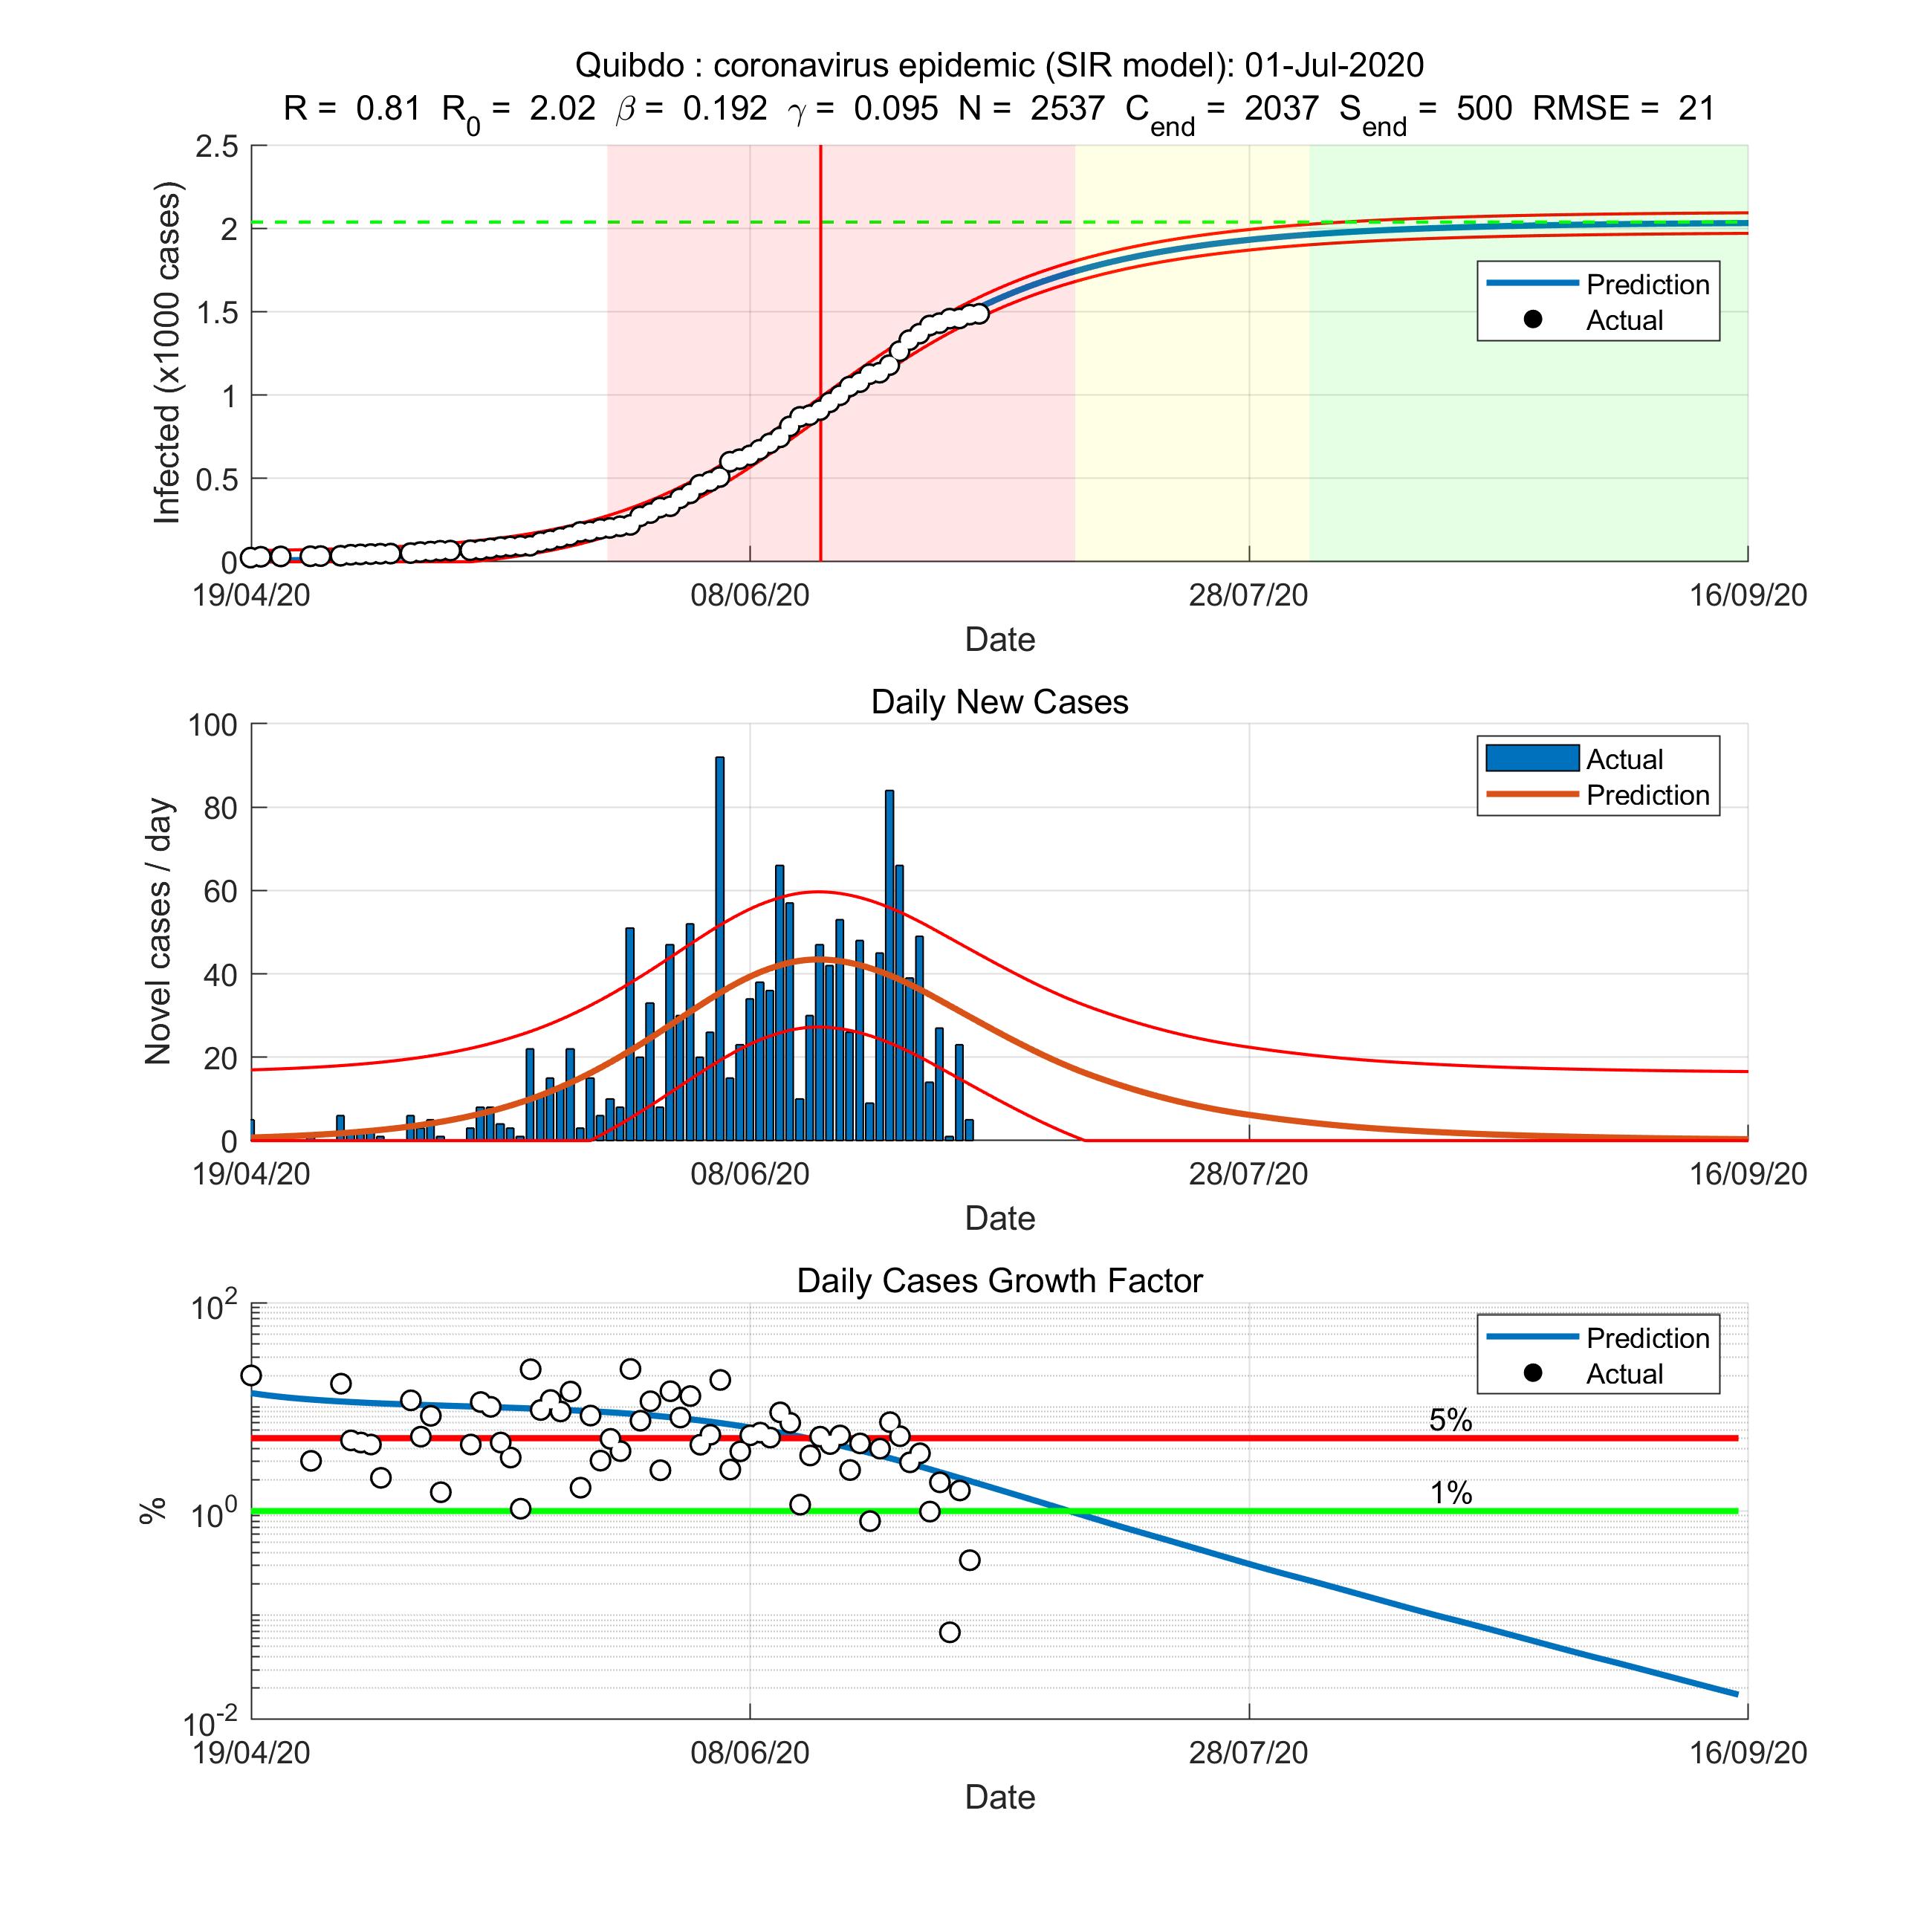 Quibdo : coronavirus epidemic (SIR model): 01-Jul-2020
R = 0.81 R0 = 2.02 β = 0.192 γ = 0.095 N = 2537 Cend = 2037 Send = 500 RMSE = 21
2.5
2
1.5
1
0.5
0
Infected (x1000 cases)
Prediction
Actual
19/04/20 08/06/20 28/07/20 16/09/20
Date
Daily New Cases
100
80
60
40
20
0
Novel cases / day
Actual
Prediction
19/04/20 08/06/20 28/07/20 16/09/20
Date
Daily Cases Growth Factor
10^2
10^0
10^-2
%
Prediction
Actual
5%
1%
19/04/20 08/06/20 28/07/20 16/09/20
Date